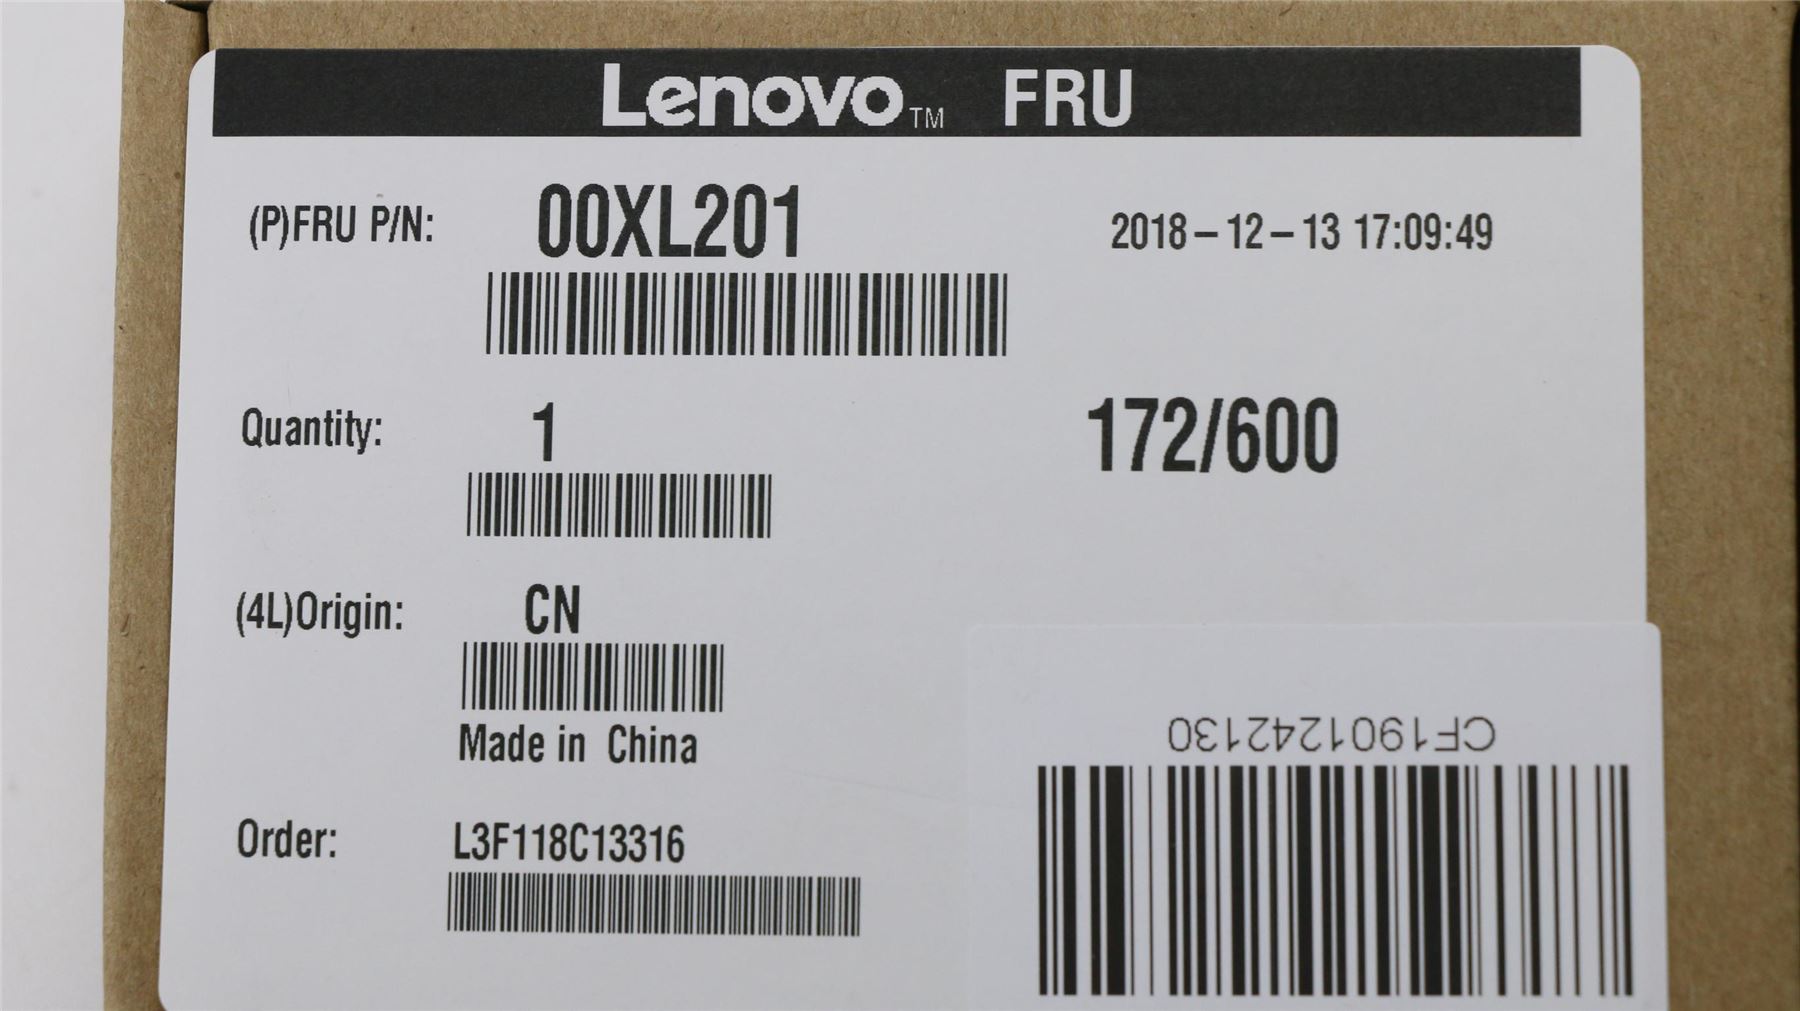 Lenovo™ FRU
(P)FRU P/N: 00XL201 2018-12-13 17:09:49
Quantity: 1 172/600
(4L)Origin: CN
Made in China
CF1901242130
Order: L3F118C13316